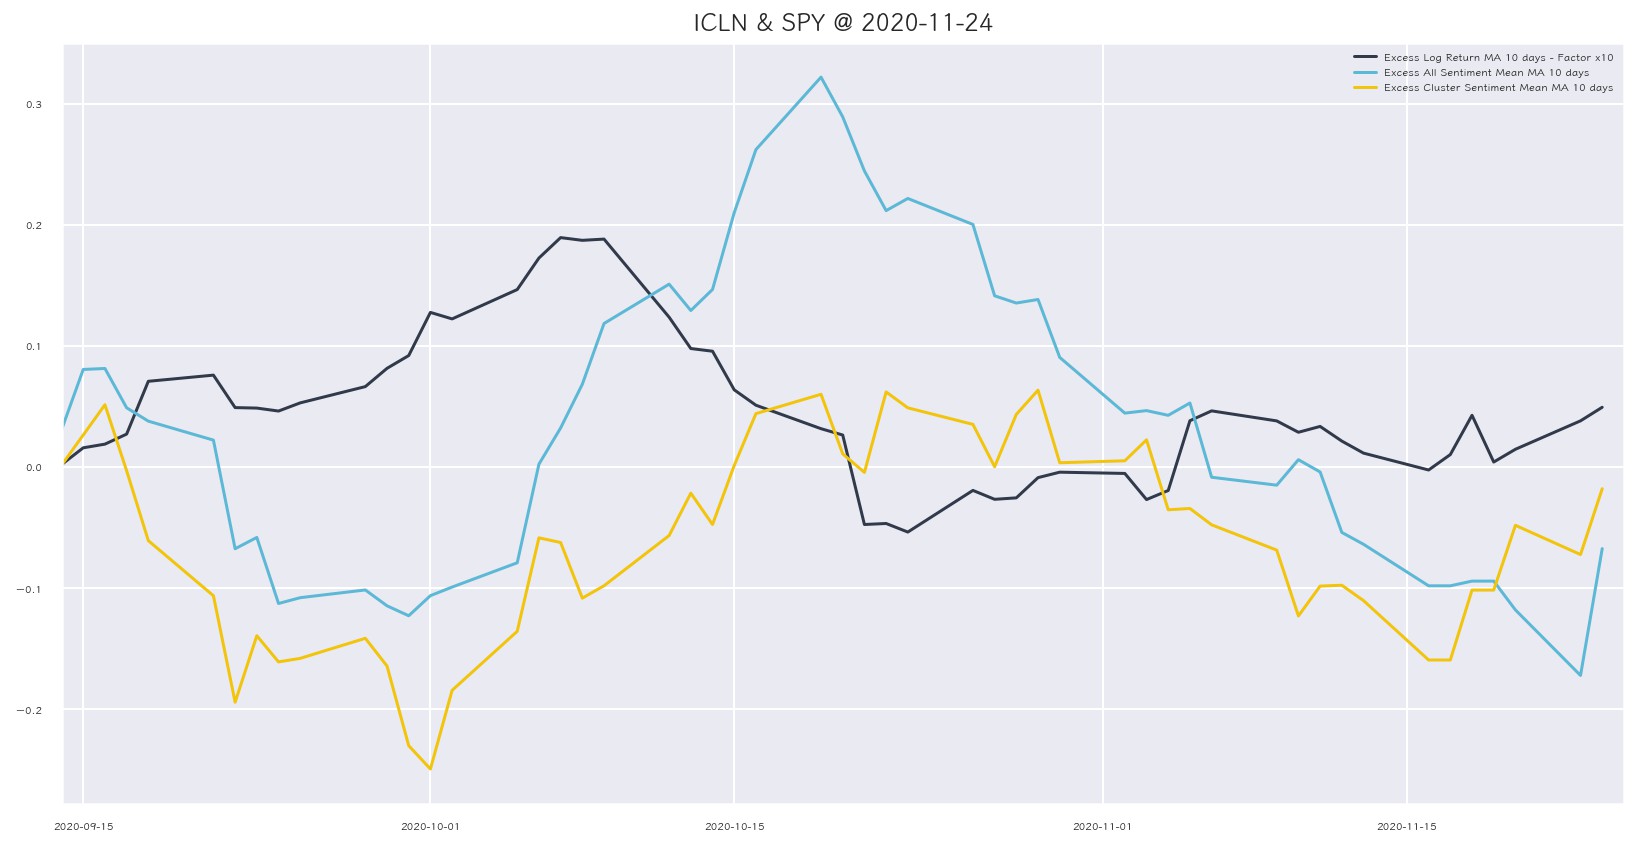 ICLN & SPY @ 2020-11-24
Excess Log Return MA 10 days - Factor x10
Excess All Sentiment Mean MA 10 days
Excess Cluster Sentiment Mean MA 10 days
0.3
0.2
0.1
0.0
−0.1
−0.2
2020-09-15
2020-10-01
2020-10-15
2020-11-01
2020-11-15